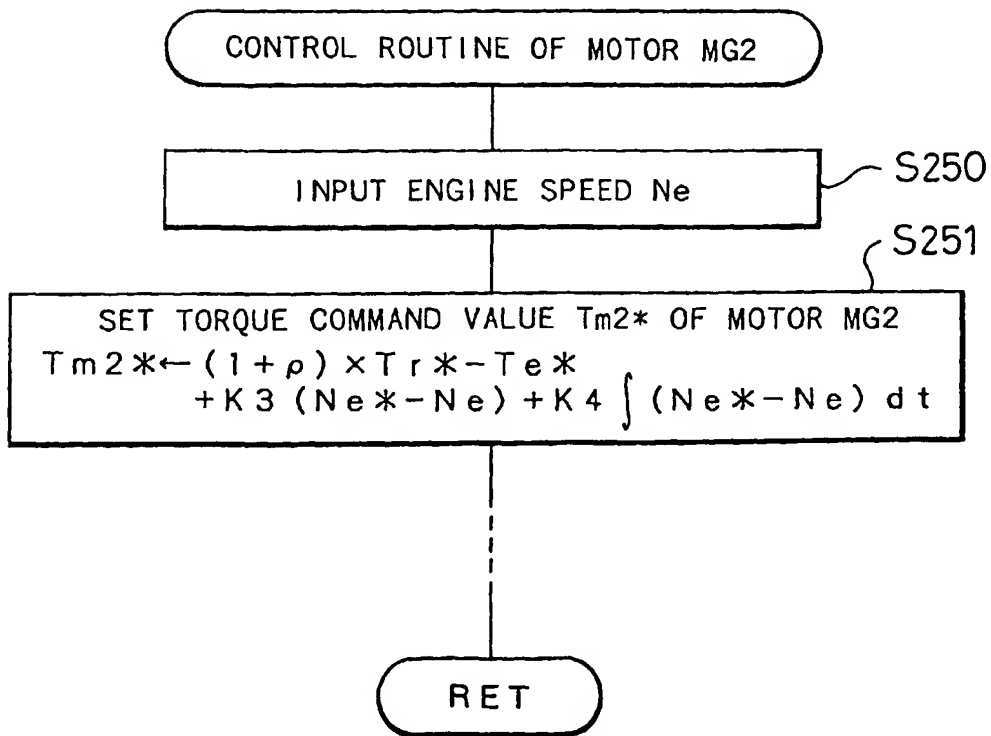 CONTROL ROUTINE OF MOTOR MG2
INPUT ENGINE SPEED Ne
S250
S251
SET TORQUE COMMAND VALUE Tm2* OF MOTOR MG2
Tm2*←(1+ρ)×Tr*-Te*
+K3(Ne*-Ne)+K4∫(Ne*-Ne)dt
RET